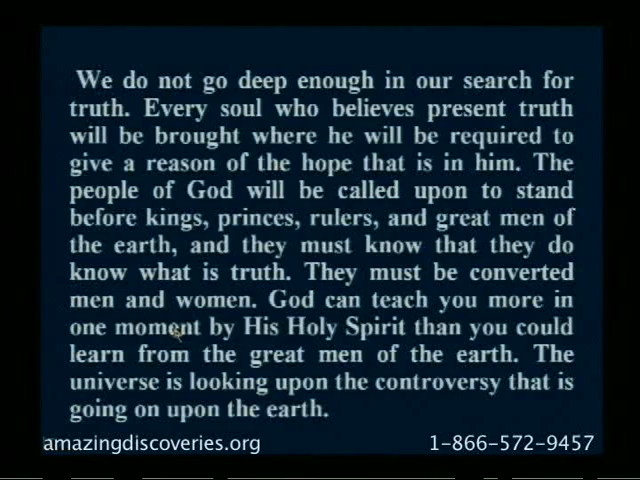 We do not go deep enough in our search for
truth. Every soul who believes present truth
will be brought where he will be required to
give a reason of the hope that is in him. The
people of God will be called upon to stand
before kings, princes, rulers, and great men of
the earth, and they must know that they do
know what is truth. They must be converted
men and women. God can teach you more in
one moment by His Holy Spirit than you could
learn from the great men of the earth. The
universe is looking upon the controversy that is
going on upon the earth.
amazingdiscoveries.org 1-866-572-9457